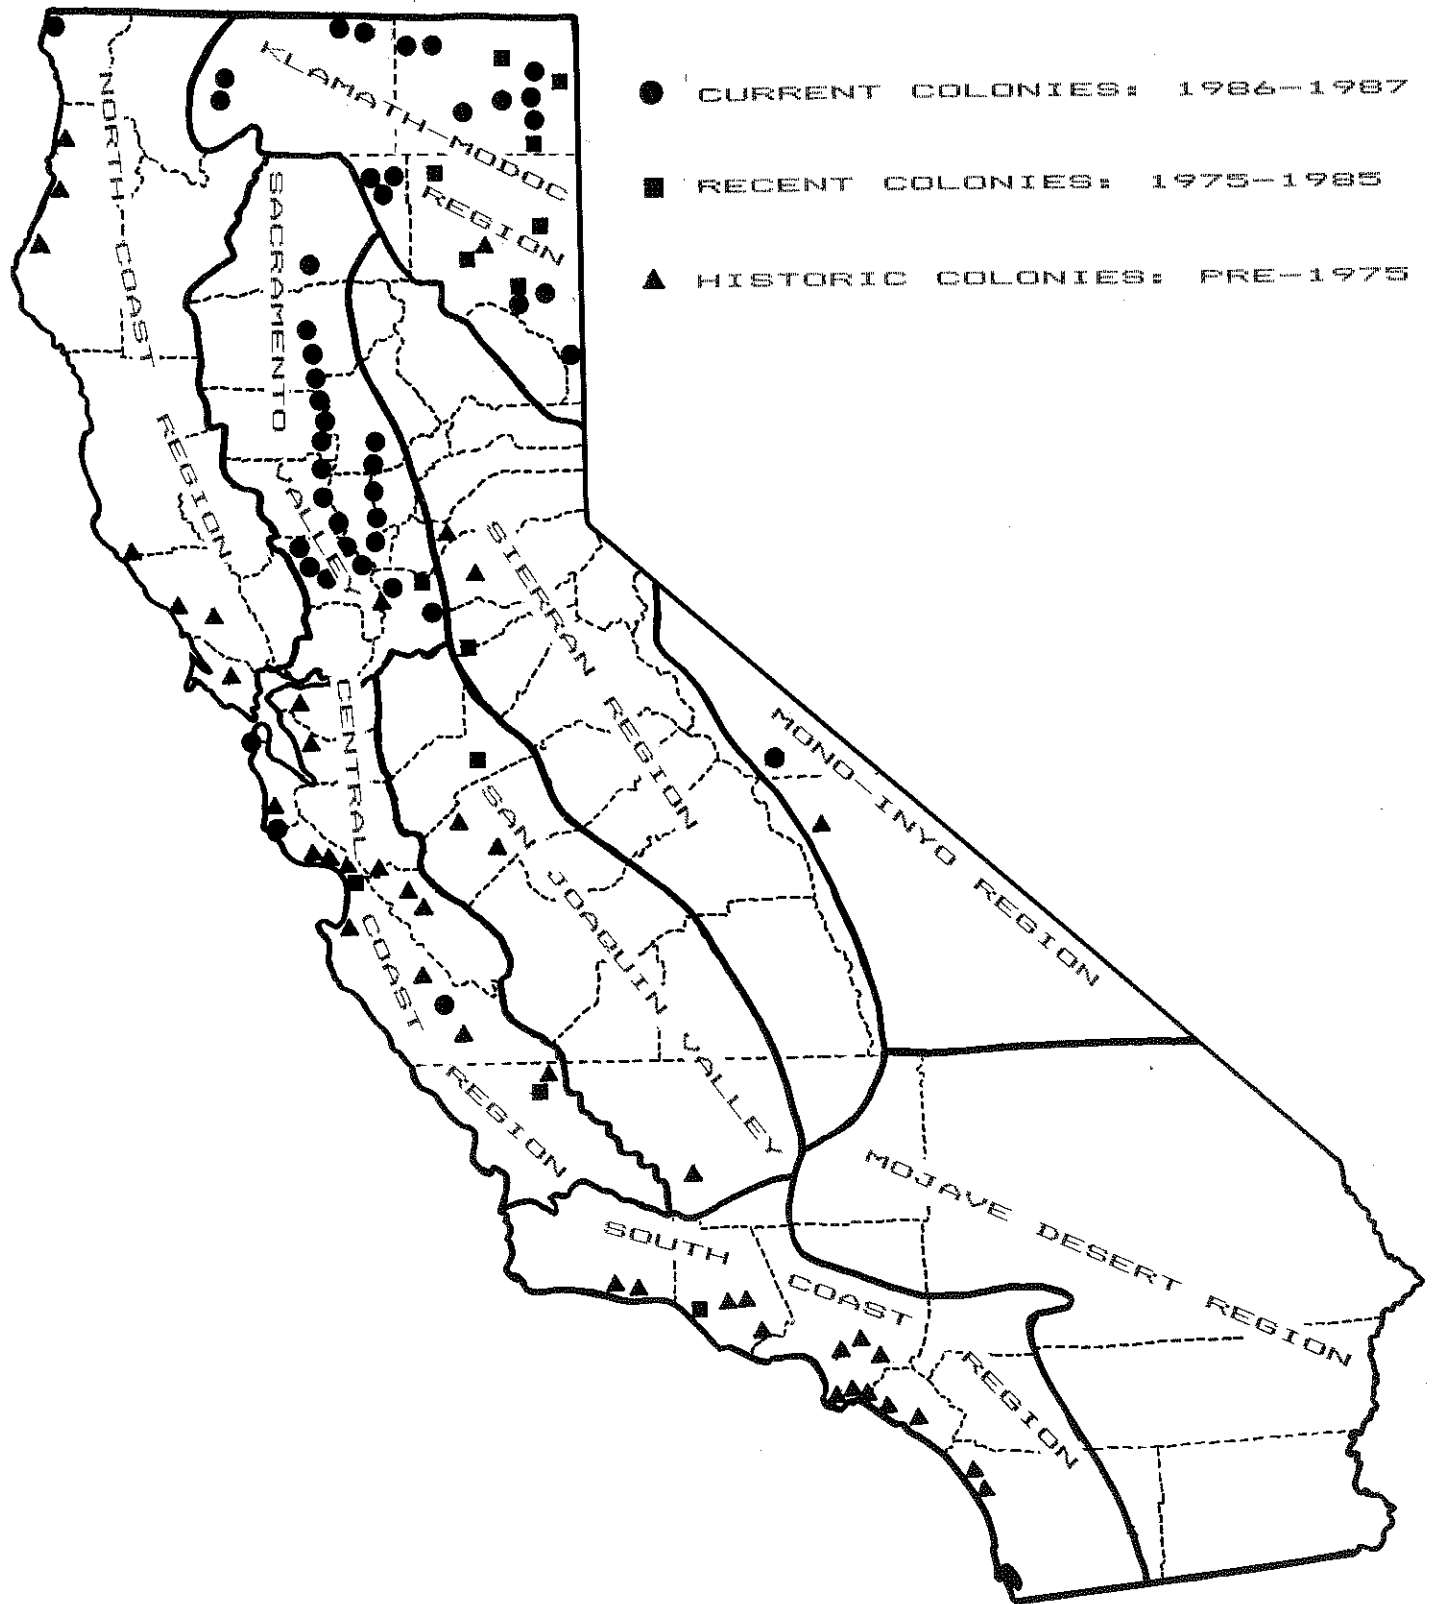 CURRENT COLONIES: 1986-1987
RECENT COLONIES: 1975-1985
HISTORIC COLONIES: PRE-1975
KLAMATH-MODOC
REGION
NORTH
COAST
REGION
SACRAMENTO
VALLEY
SIERRAN
REGION
CENTRAL
COAST
REGION
SAN
JOAQUIN
VALLEY
MONO-INYO REGION
MOJAVE DESERT REGION
SOUTH
COAST
REGION